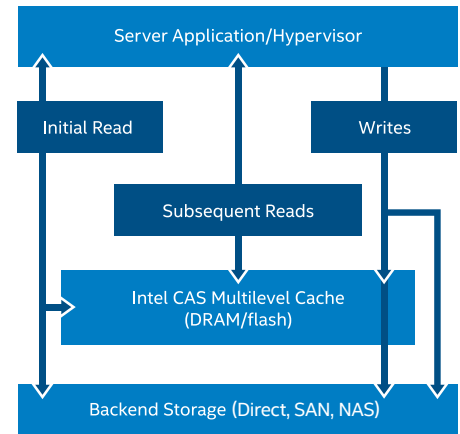 Server Application/Hypervisor
Initial Read
Writes
Subsequent Reads
Intel CAS Multilevel Cache
(DRAM/flash)
Backend Storage (Direct, SAN, NAS)